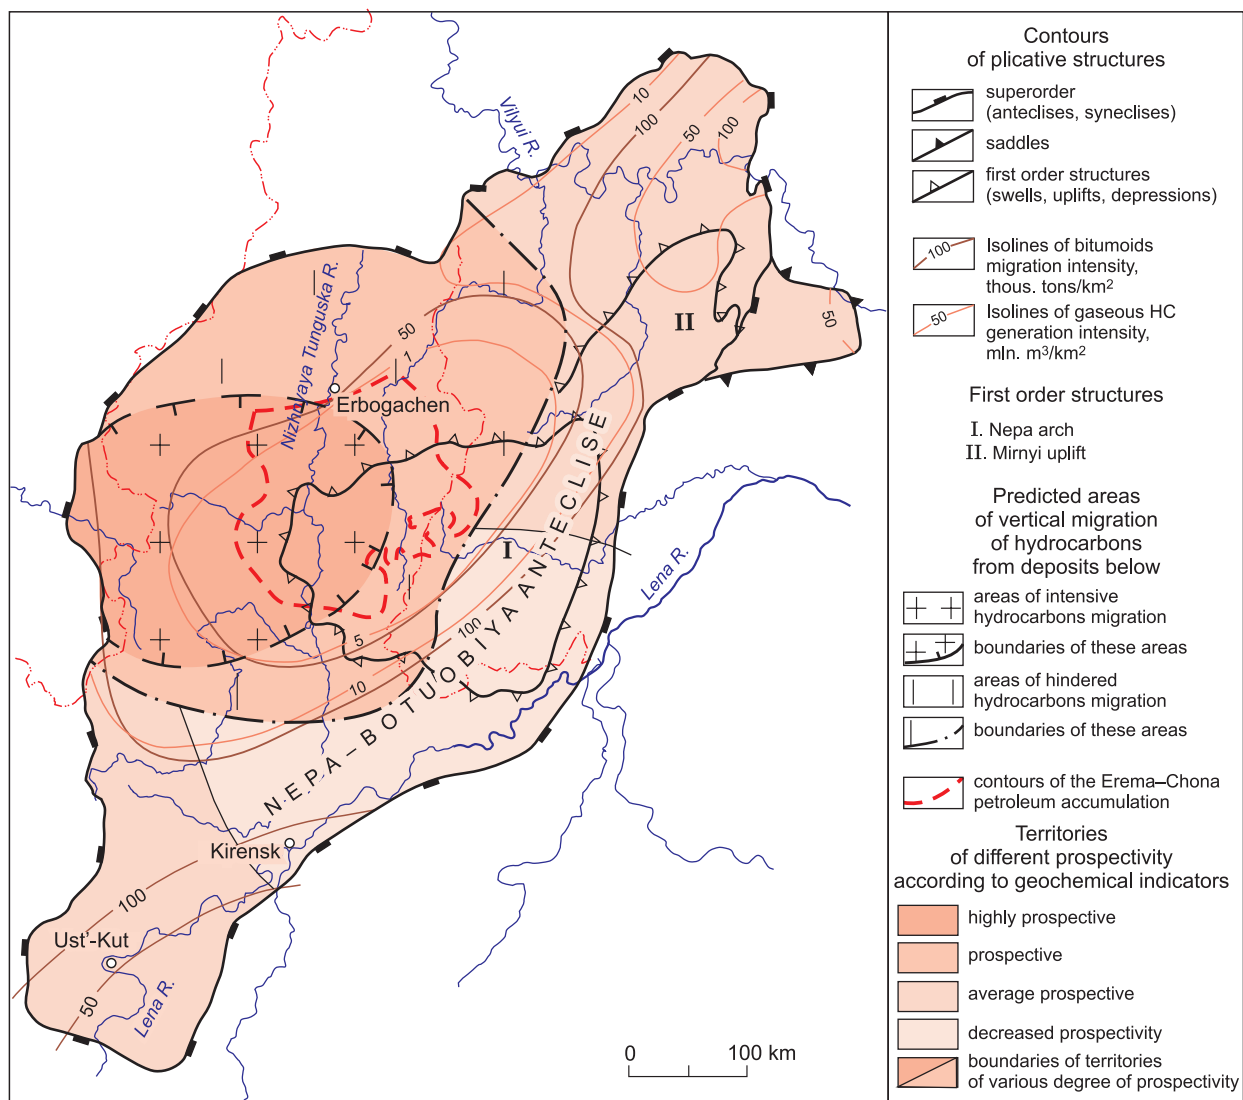 Vilyui R.
10
100
50
100
Nizhnyaya Tunguska R.
50
1
II
50
Erbogachen
NEPA – BOTUOBIYA ANTECLISE
I
Lena R.
5
10
100
Kirensk
100
Ust'-Kut
50
Lena R.
0 100 km
Contours
of plicative structures
superorder
(anteclises, syneclises)
saddles
first order structures
(swells, uplifts, depressions)
100
Isolines of bitumoids
migration intensity,
thous. tons/km²
50
Isolines of gaseous HC
generation intensity,
mln. m³/km²
First order structures
I. Nepa arch
II. Mirnyi uplift
Predicted areas
of vertical migration
of hydrocarbons
from deposits below
areas of intensive
hydrocarbons migration
boundaries of these areas
areas of hindered
hydrocarbons migration
boundaries of these areas
contours of the Erema–Chona
petroleum accumulation
Territories
of different prospectivity
according to geochemical indicators
highly prospective
prospective
average prospective
decreased prospectivity
boundaries of territories
of various degree of prospectivity